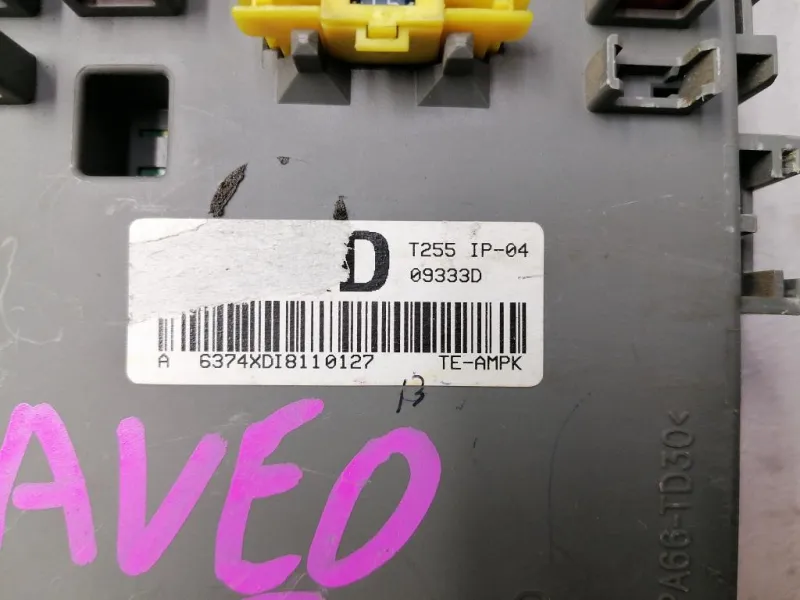 D
T255 IP-04
09333D
A 6374XDI8110127 TE-AMPK
13
AVEO
PA66-TD30<